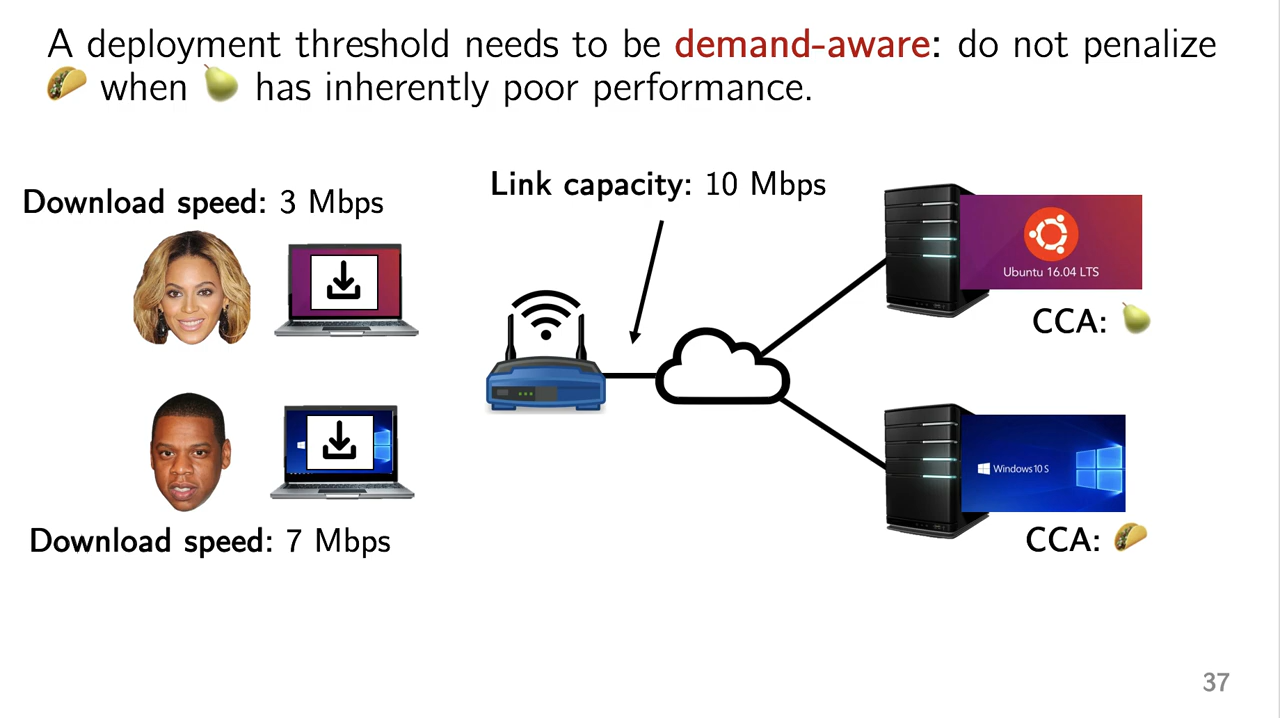 A deployment threshold needs to be demand-aware: do not penalize
🌮 when 🍐 has inherently poor performance.
Download speed: 3 Mbps
Link capacity: 10 Mbps
Ubuntu 16.04 LTS
CCA: 🍐
Windows 10 S
CCA: 🌮
Download speed: 7 Mbps
37